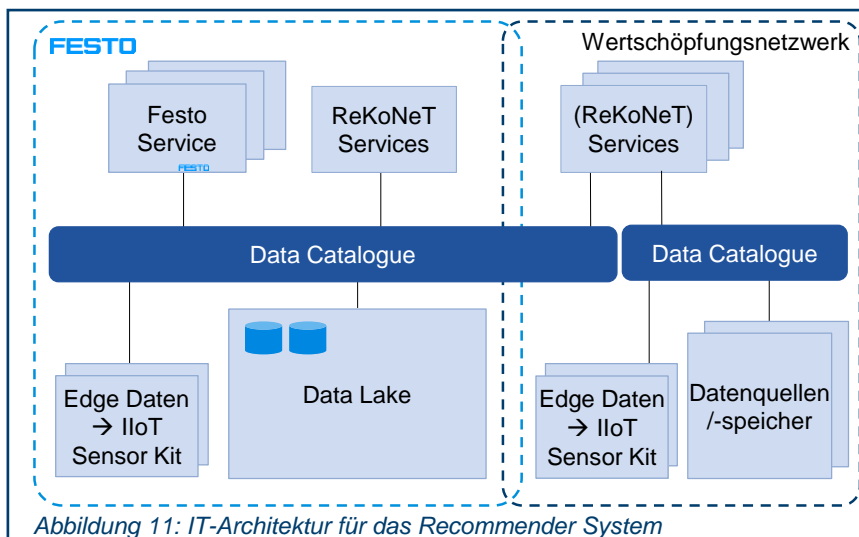 FESTO
Wertschöpfungsnetzwerk
Festo
Service
FESTO
ReKoNeT
Services
(ReKoNeT)
Services
Data Catalogue
Data Catalogue
Edge Daten
→ IIoT
Sensor Kit
Data Lake
Edge Daten
→ IIoT
Sensor Kit
Datenquellen
/-speicher
Abbildung 11: IT-Architektur für das Recommender System